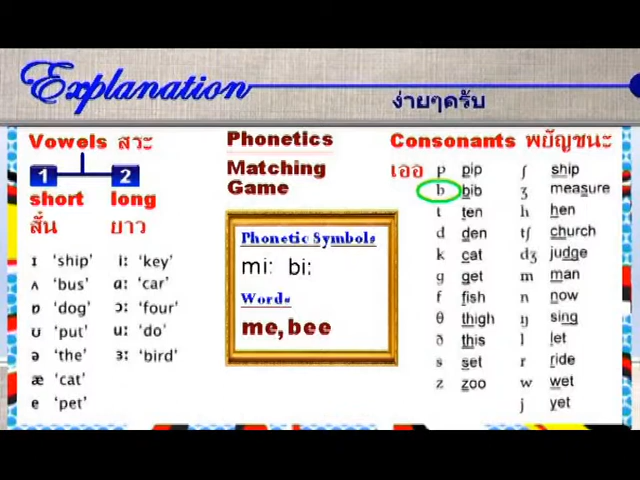 Explanation
ง่ายๆครับ
Vowels สระ
1 2
short long
สั้น ยาว
ɪ 'ship' iː 'key'
ʌ 'bus' ɑː 'car'
ɒ 'dog' ɔː 'four'
ʊ 'put' uː 'do'
ə 'the' ɜː 'bird'
æ 'cat'
e 'pet'
Phonetics
Matching
Game
Phonetic Symbols
miː biː
Words
me, bee
Consonants พยัญชนะ
เออ p pip ʃ ship
b bib ʒ measure
t ten h hen
d den tʃ church
k cat dʒ judge
g get m man
f fish n now
θ thigh ŋ sing
ð this l let
s set r ride
z zoo w wet
j yet